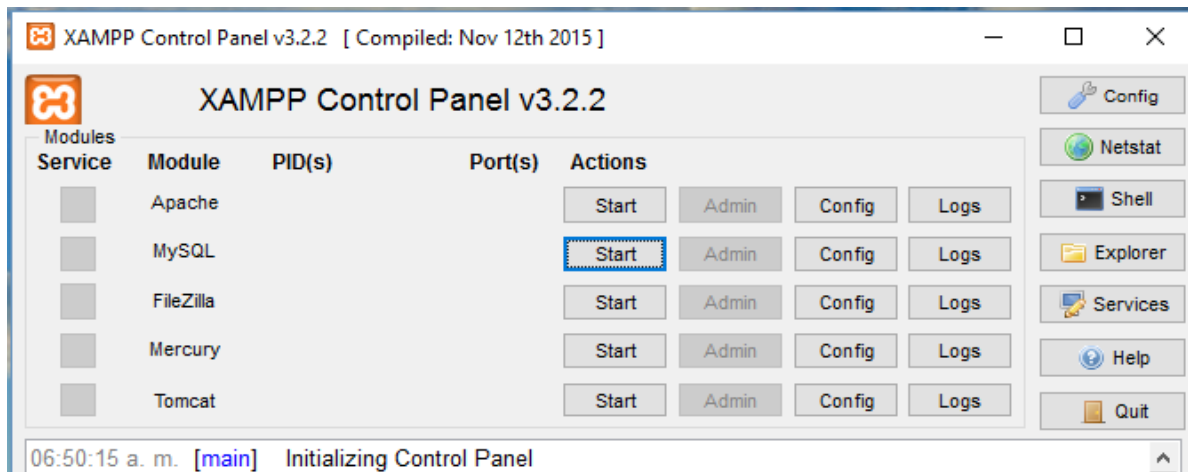 XAMPP Control Panel v3.2.2 [ Compiled: Nov 12th 2015 ]
XAMPP Control Panel v3.2.2
Config
Modules
Service Module PID(s) Port(s) Actions
Netstat
Apache Start Admin Config Logs
Shell
MySQL Start Admin Config Logs
Explorer
FileZilla Start Admin Config Logs
Services
Mercury Start Admin Config Logs
Help
Tomcat Start Admin Config Logs
Quit
06:50:15 a. m. [main] Initializing Control Panel